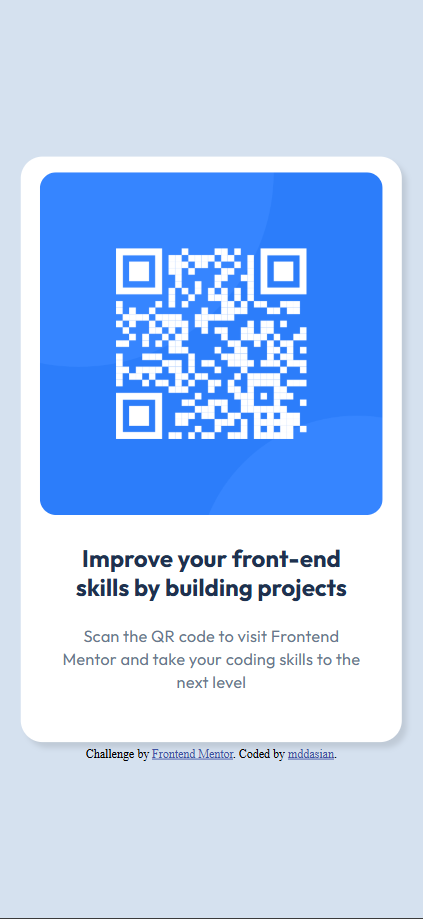 Improve your front-end
skills by building projects
Scan the QR code to visit Frontend
Mentor and take your coding skills to the
next level
Challenge by Frontend Mentor. Coded by mddasian.